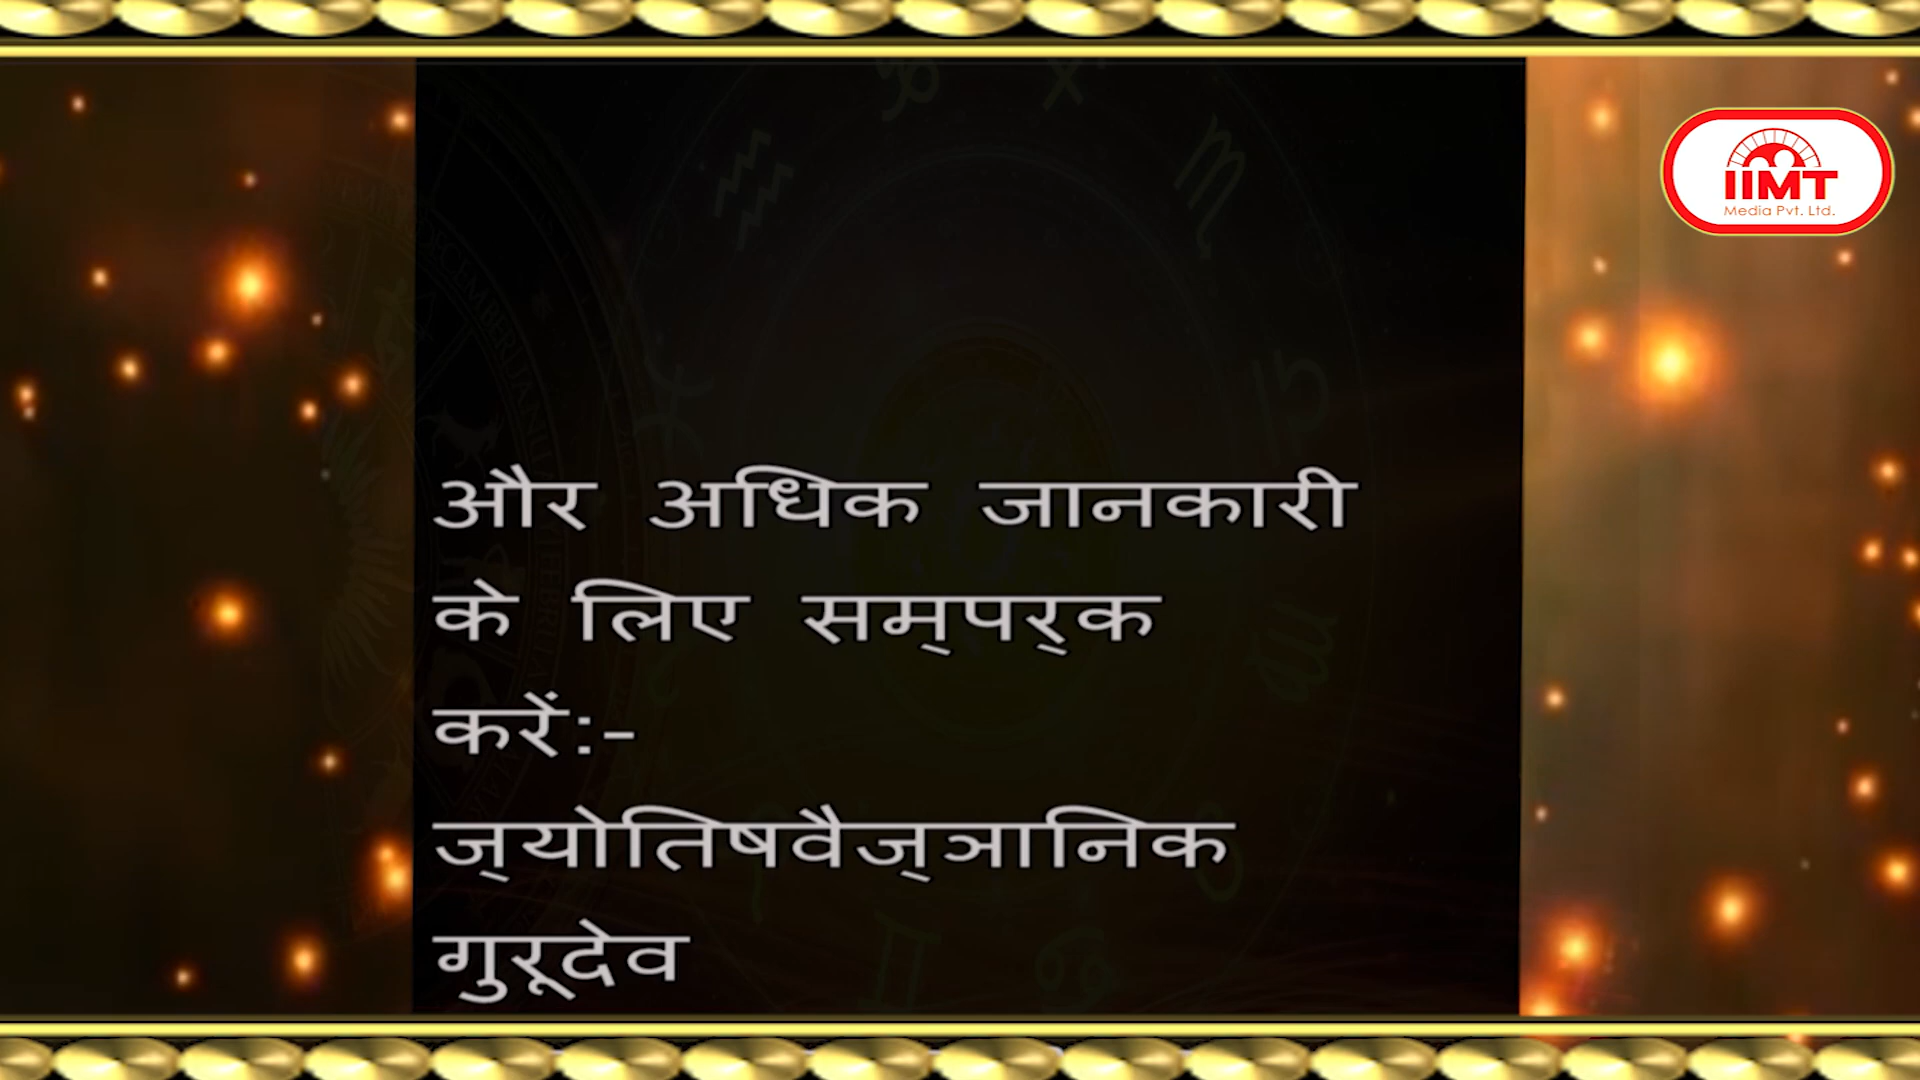 IIMT
Media Pvt. Ltd.
और अधिक जानकारी
के लिए सम्‌पर्‌क
करें:-
ज्‌योतिषवैज्‌ञानिक
गुरूदेव